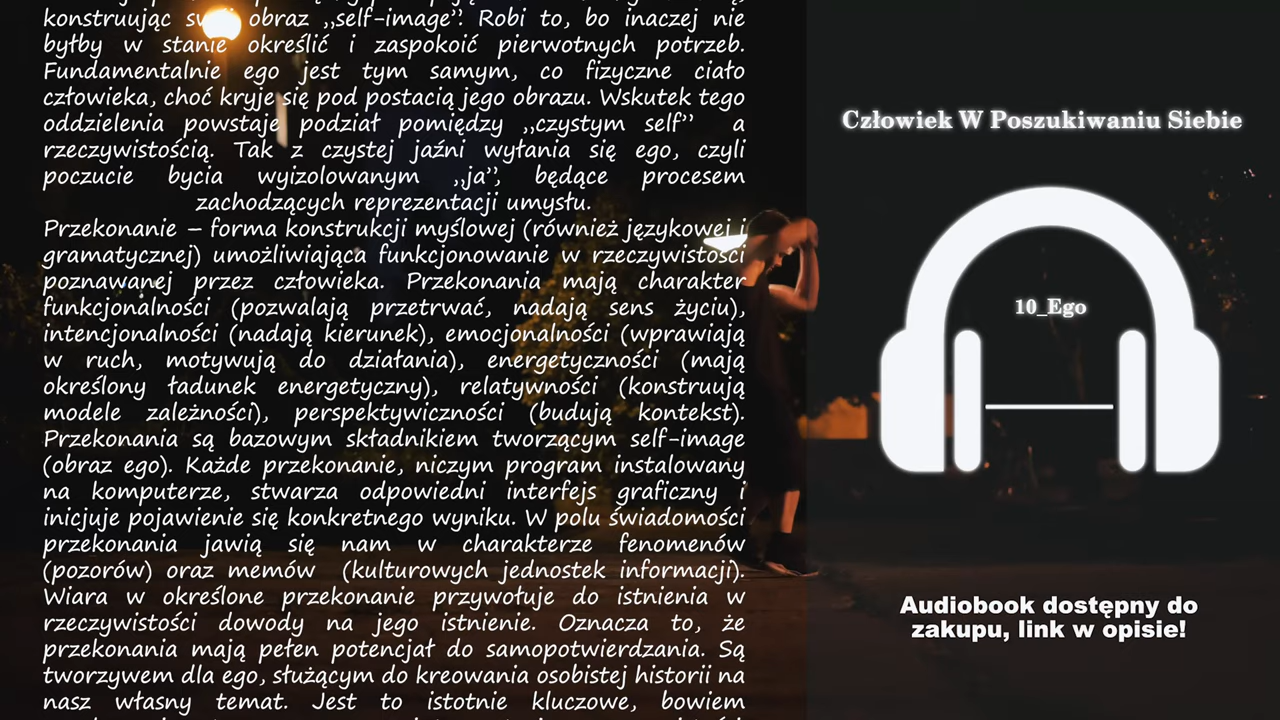 konstruując swój obraz „self-image”. Robi to, bo inaczej nie
byłby w stanie określić i zaspokoić pierwotnych potrzeb.
Fundamentalnie ego jest tym samym, co fizyczne ciało
człowieka, choć kryje się pod postacią jego obrazu. Wskutek tego
oddzielenia powstaje podział pomiędzy „czystym self” a
rzeczywistością. Tak z czystej jaźni wyłania się ego, czyli
poczucie bycia wyizolowanym „ja”, będące procesem
zachodzących reprezentacji umysłu.
Przekonanie – forma konstrukcji myślowej (również językowej i
gramatycznej) umożliwiająca funkcjonowanie w rzeczywistości
poznawanej przez człowieka. Przekonania mają charakter
funkcjonalności (pozwalają przetrwać, nadają sens życiu),
intencjonalności (nadają kierunek), emocjonalności (wprawiają
w ruch, motywują do działania), energetyczności (mają
określony ładunek energetyczny), relatywności (konstruują
modele zależności), perspektywiczności (budują kontekst).
Przekonania są bazowym składnikiem tworzącym self-image
(obraz ego). Każde przekonanie, niczym program instalowany
na komputerze, stwarza odpowiedni interfejs graficzny i
inicjuje pojawienie się konkretnego wyniku. W polu świadomości
przekonania jawią się nam w charakterze fenomenów
(pozorów) oraz memów (kulturowych jednostek informacji).
Wiara w określone przekonanie przywołuje do istnienia w
rzeczywistości dowody na jego istnienie. Oznacza to, że
przekonania mają pełen potencjał do samopotwierdzania. Są
tworzywem dla ego, służącym do kreowania osobistej historii na
nasz własny temat. Jest to istotnie kluczowe, bowiem
Człowiek W Poszukiwaniu Siebie
10_Ego
Audiobook dostępny do
zakupu, link w opisie!